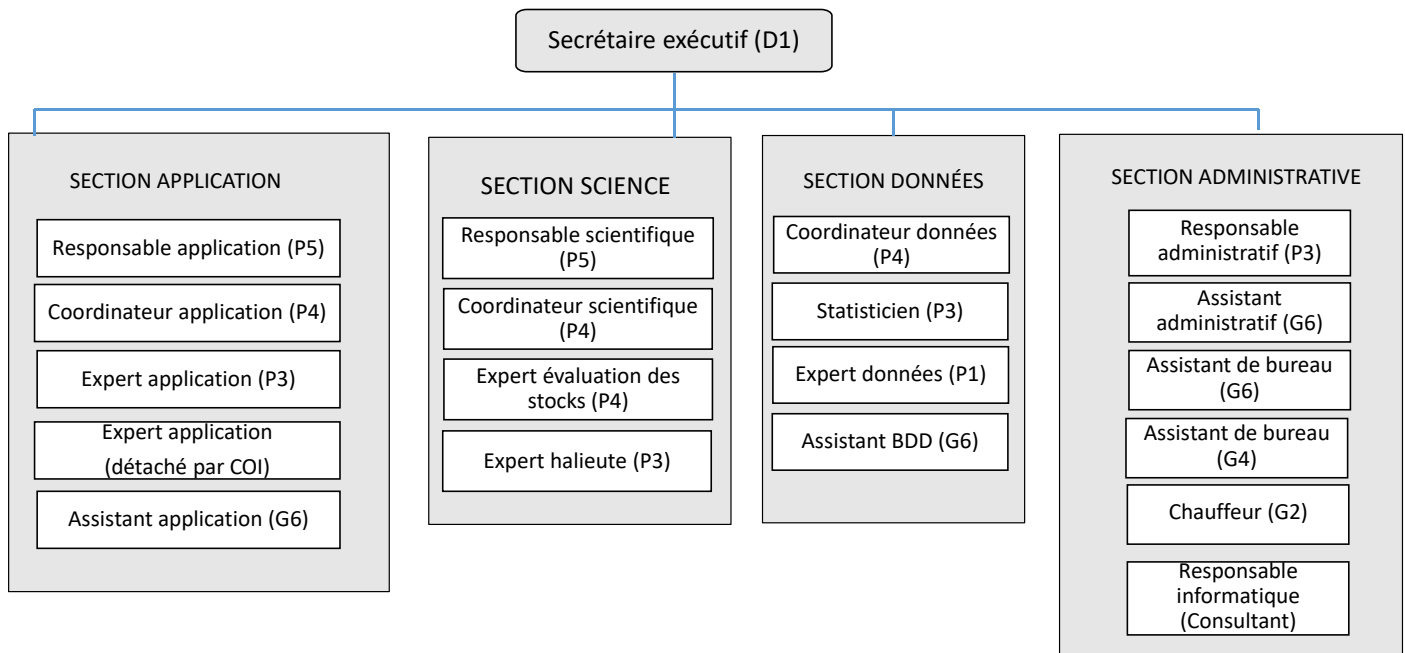 Secrétaire exécutif (D1)
SECTION APPLICATION
Responsable application (P5)
Coordinateur application (P4)
Expert application (P3)
Expert application
(détaché par COI)
Assistant application (G6)
SECTION SCIENCE
Responsable scientifique
(P5)
Coordinateur scientifique
(P4)
Expert évaluation des
stocks (P4)
Expert halieute (P3)
SECTION DONNÉES
Coordinateur données
(P4)
Statisticien (P3)
Expert données (P1)
Assistant BDD (G6)
SECTION ADMINISTRATIVE
Responsable
administratif (P3)
Assistant
administratif (G6)
Assistant de bureau
(G6)
Assistant de bureau
(G4)
Chauffeur (G2)
Responsable
informatique
(Consultant)